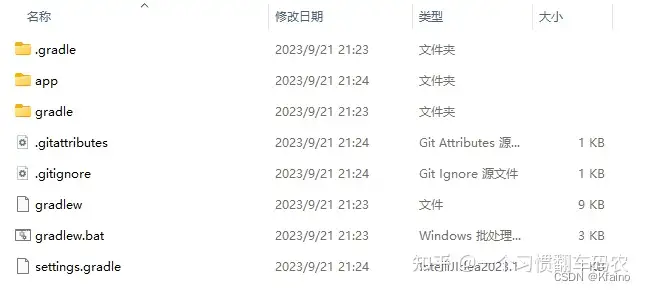 名称 修改日期 类型 大小
.gradle 2023/9/21 21:23 文件夹
app 2023/9/21 21:24 文件夹
gradle 2023/9/21 21:23 文件夹
.gitattributes 2023/9/21 21:24 Git Attributes 源... 1 KB
.gitignore 2023/9/21 21:24 Git Ignore 源文件 1 KB
gradlew 2023/9/21 21:23 文件 9 KB
gradlew.bat 2023/9/21 21:23 Windows 批处理... 3 KB
settings.gradle 2023/9/21 21:24 IntelliJIdea2023.1 1 KB
知乎 @一个习惯翻车码农
CSDN @Kfaino